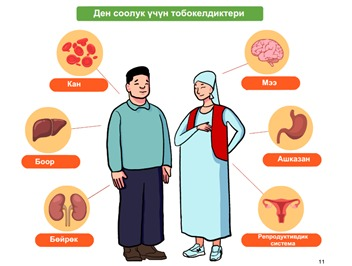 Ден соолук үчүн тобокелдиктери
Кан
Мээ
Боор
Ашказан
Бөйрөк
Репродуктивдик
система
11